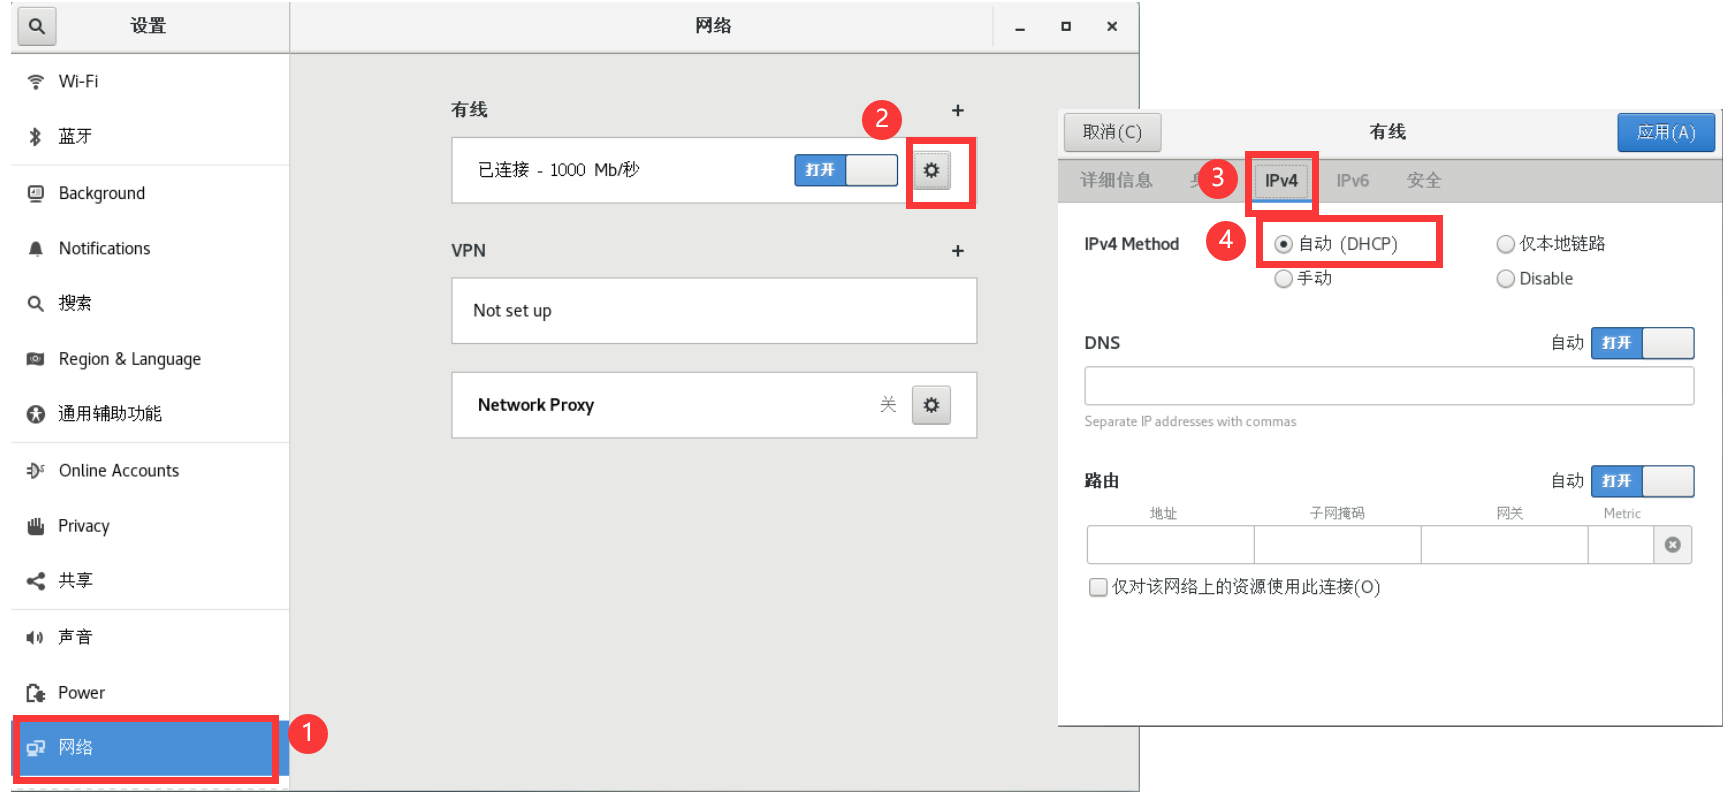 设置
网络
Wi-Fi
蓝牙
Background
Notifications
搜索
Region & Language
通用辅助功能
Online Accounts
Privacy
共享
声音
Power
网络
1
有线
2
已连接 - 1000 Mb/秒
打开
VPN
Not set up
Network Proxy
关
取消(C)
有线
应用(A)
详细信息
3
IPv4
IPv6
安全
IPv4 Method
4
自动 (DHCP)
仅本地链路
手动
Disable
DNS
自动
打开
Separate IP addresses with commas
路由
自动
打开
地址
子网掩码
网关
Metric
仅对该网络上的资源使用此连接(O)